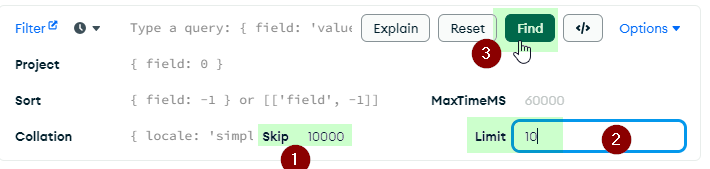 Filter Type a query: { field: 'value Explain Reset Find </> Options
3
Project { field: 0 }
Sort { field: -1 } or [['field', -1]] MaxTimeMS 60000
Collation { locale: 'simpl Skip 10000 Limit 10 2
1